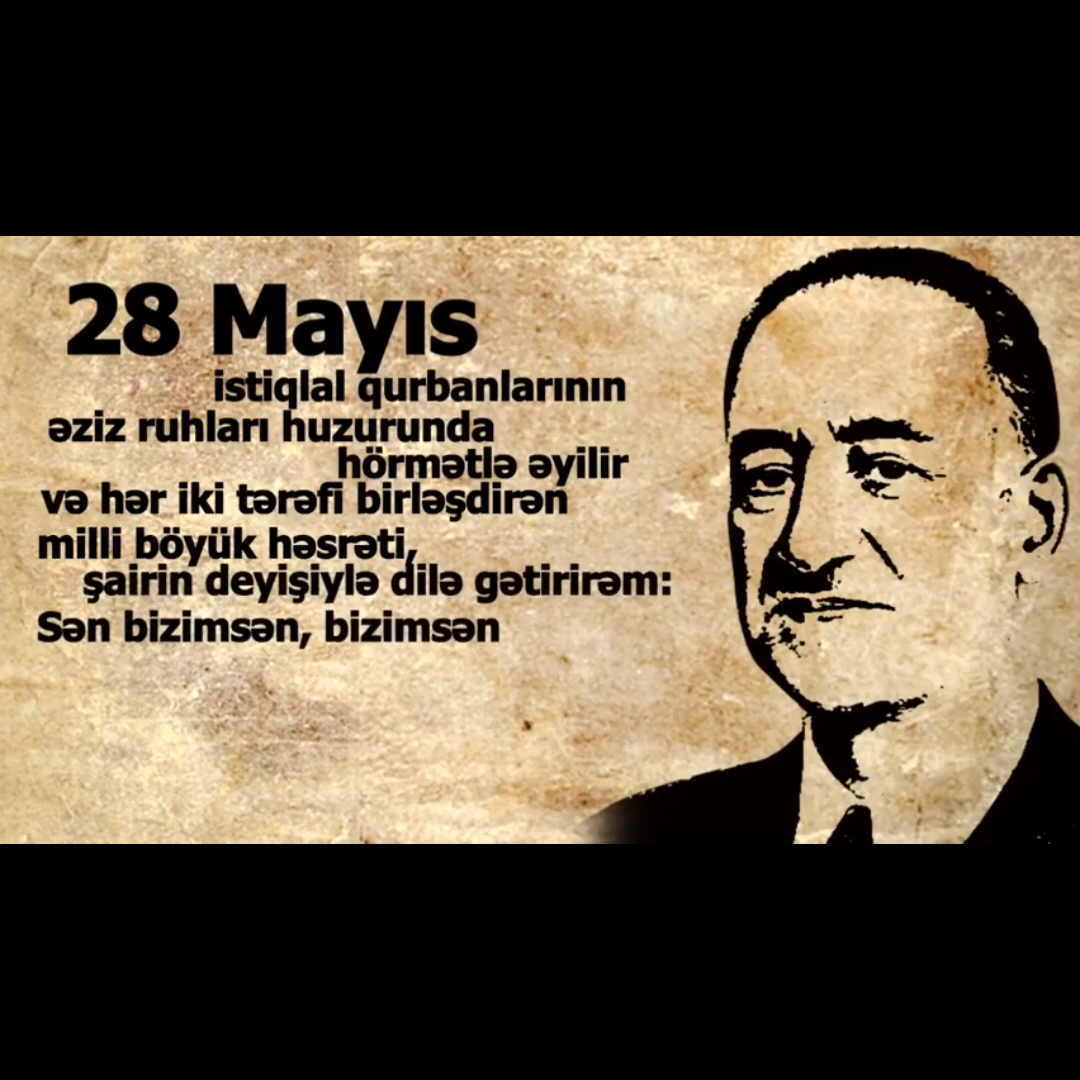 28 Mayıs
istiqlal qurbanlarının
əziz ruhları huzurunda
hörmətlə əyilir
və hər iki tərəfi birləşdirən
milli böyük həsrəti,
şairin deyişiylə dilə gətirirəm:
Sən bizimsən, bizimsən